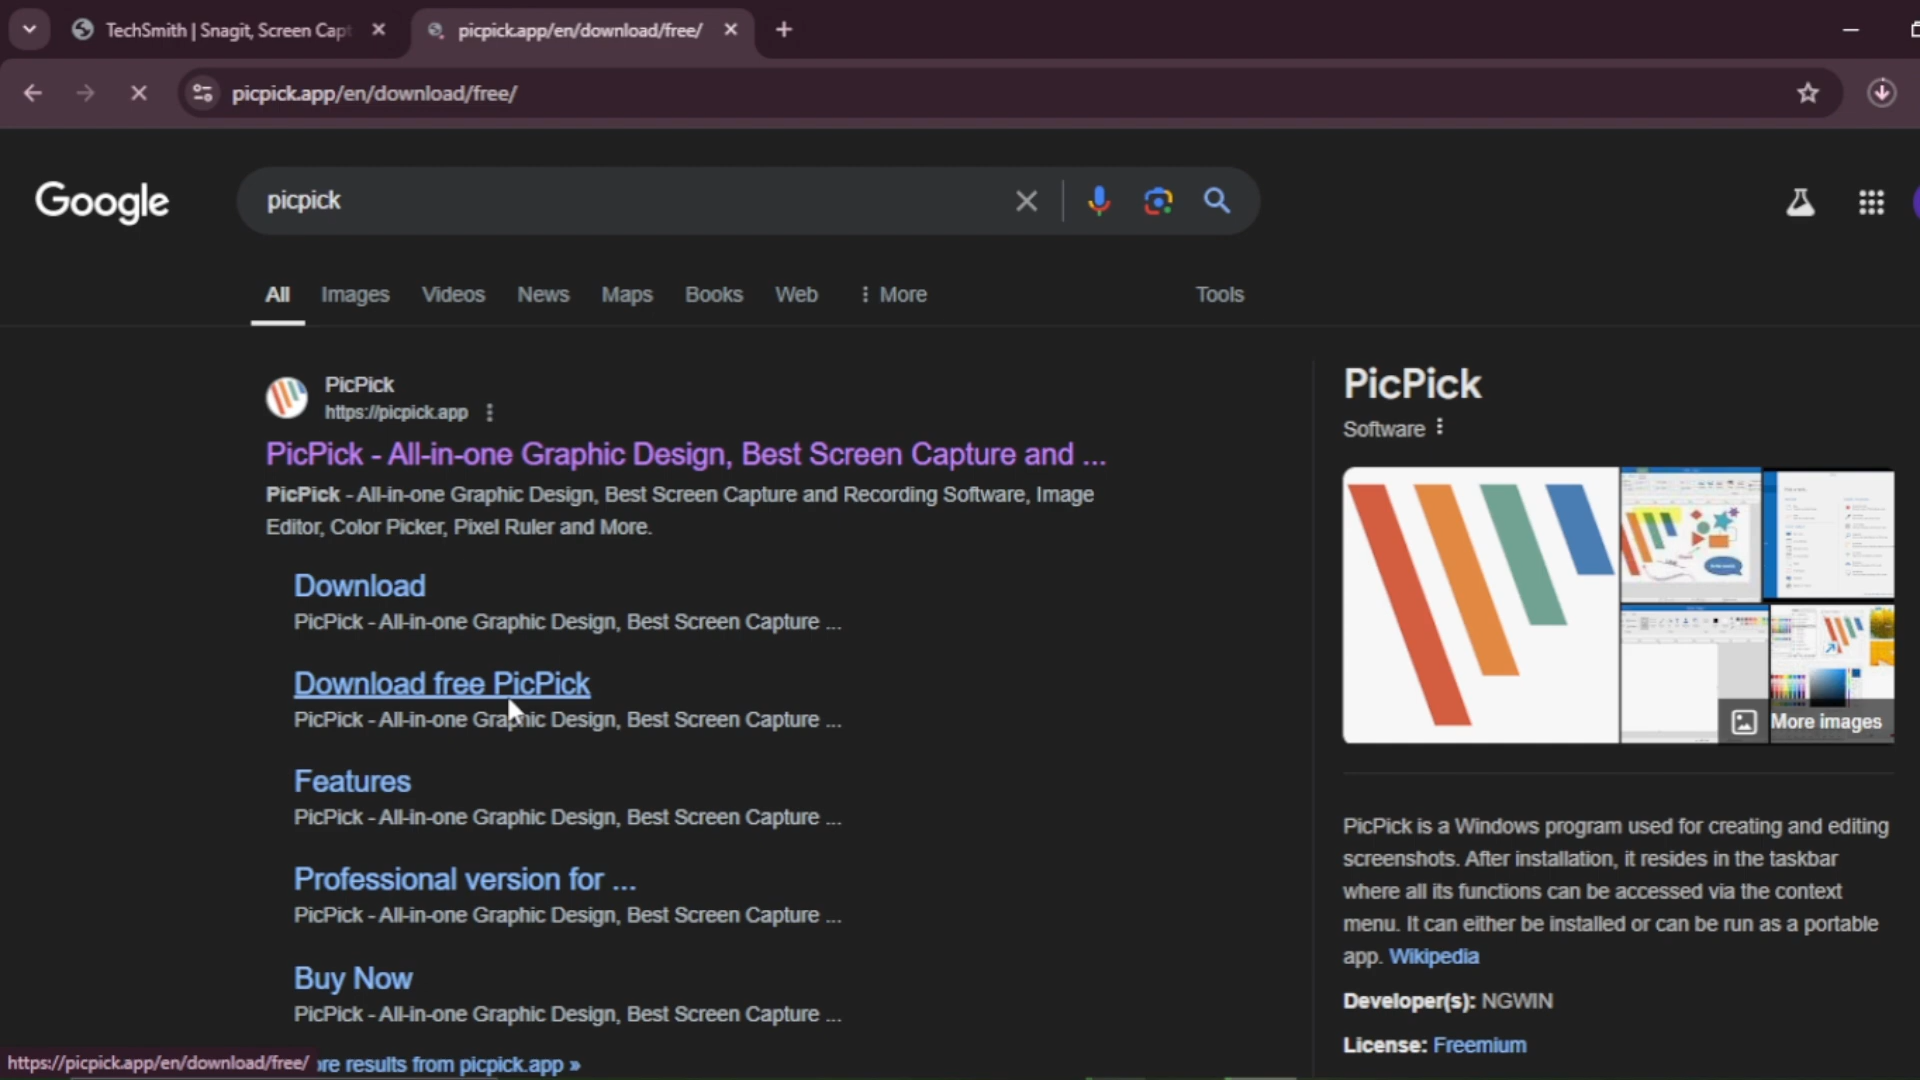 TechSmith | Snagit, Screen Capt
picpick.app/en/download/free/
picpick.app/en/download/free/
Google
picpick
All
Images
Videos
News
Maps
Books
Web
More
Tools
PicPick
https://picpick.app
PicPick - All-in-one Graphic Design, Best Screen Capture and ...
PicPick - All-in-one Graphic Design, Best Screen Capture and Recording Software, Image
Editor, Color Picker, Pixel Ruler and More.
Download
PicPick - All-in-one Graphic Design, Best Screen Capture ...
Download free PicPick
PicPick - All-in-one Graphic Design, Best Screen Capture ...
Features
PicPick - All-in-one Graphic Design, Best Screen Capture ...
Professional version for ...
PicPick - All-in-one Graphic Design, Best Screen Capture ...
Buy Now
PicPick - All-in-one Graphic Design, Best Screen Capture ...
https://picpick.app/en/download/free/
ore results from picpick.app »
PicPick
Software
More images
PicPick is a Windows program used for creating and editing
screenshots. After installation, it resides in the taskbar
where all its functions can be accessed via the context
menu. It can either be installed or can be run as a portable
app. Wikipedia
Developer(s): NGWIN
License: Freemium